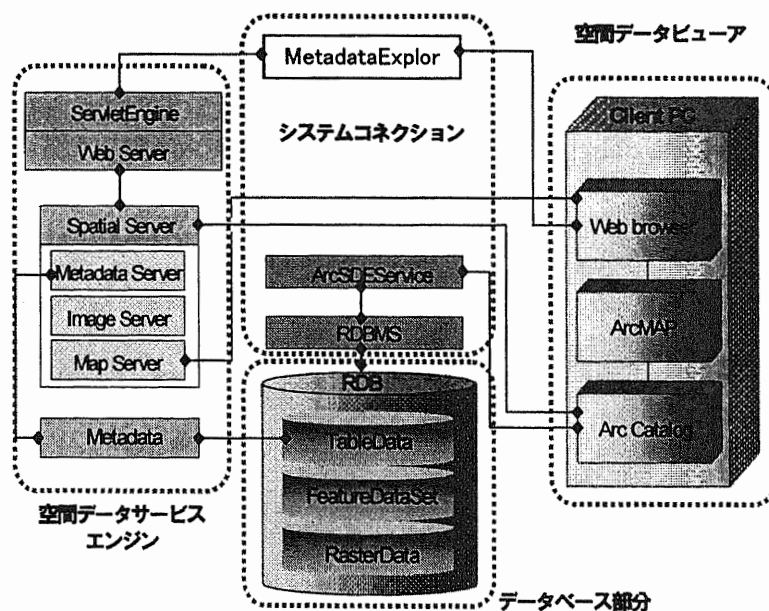 空間データビューア
MetadataExplor
Client PC
ServletEngine
システムコネクション
Web Server
Spatial Server
Web browser
Metadata Server
ArcSDEService
Image Server
ArcMAP
RDBMS
Map Server
RDB
Metadata
TableData
Arc Catalog
FeatureDataSet
空間データサービス
エンジン
RasterData
データベース部分